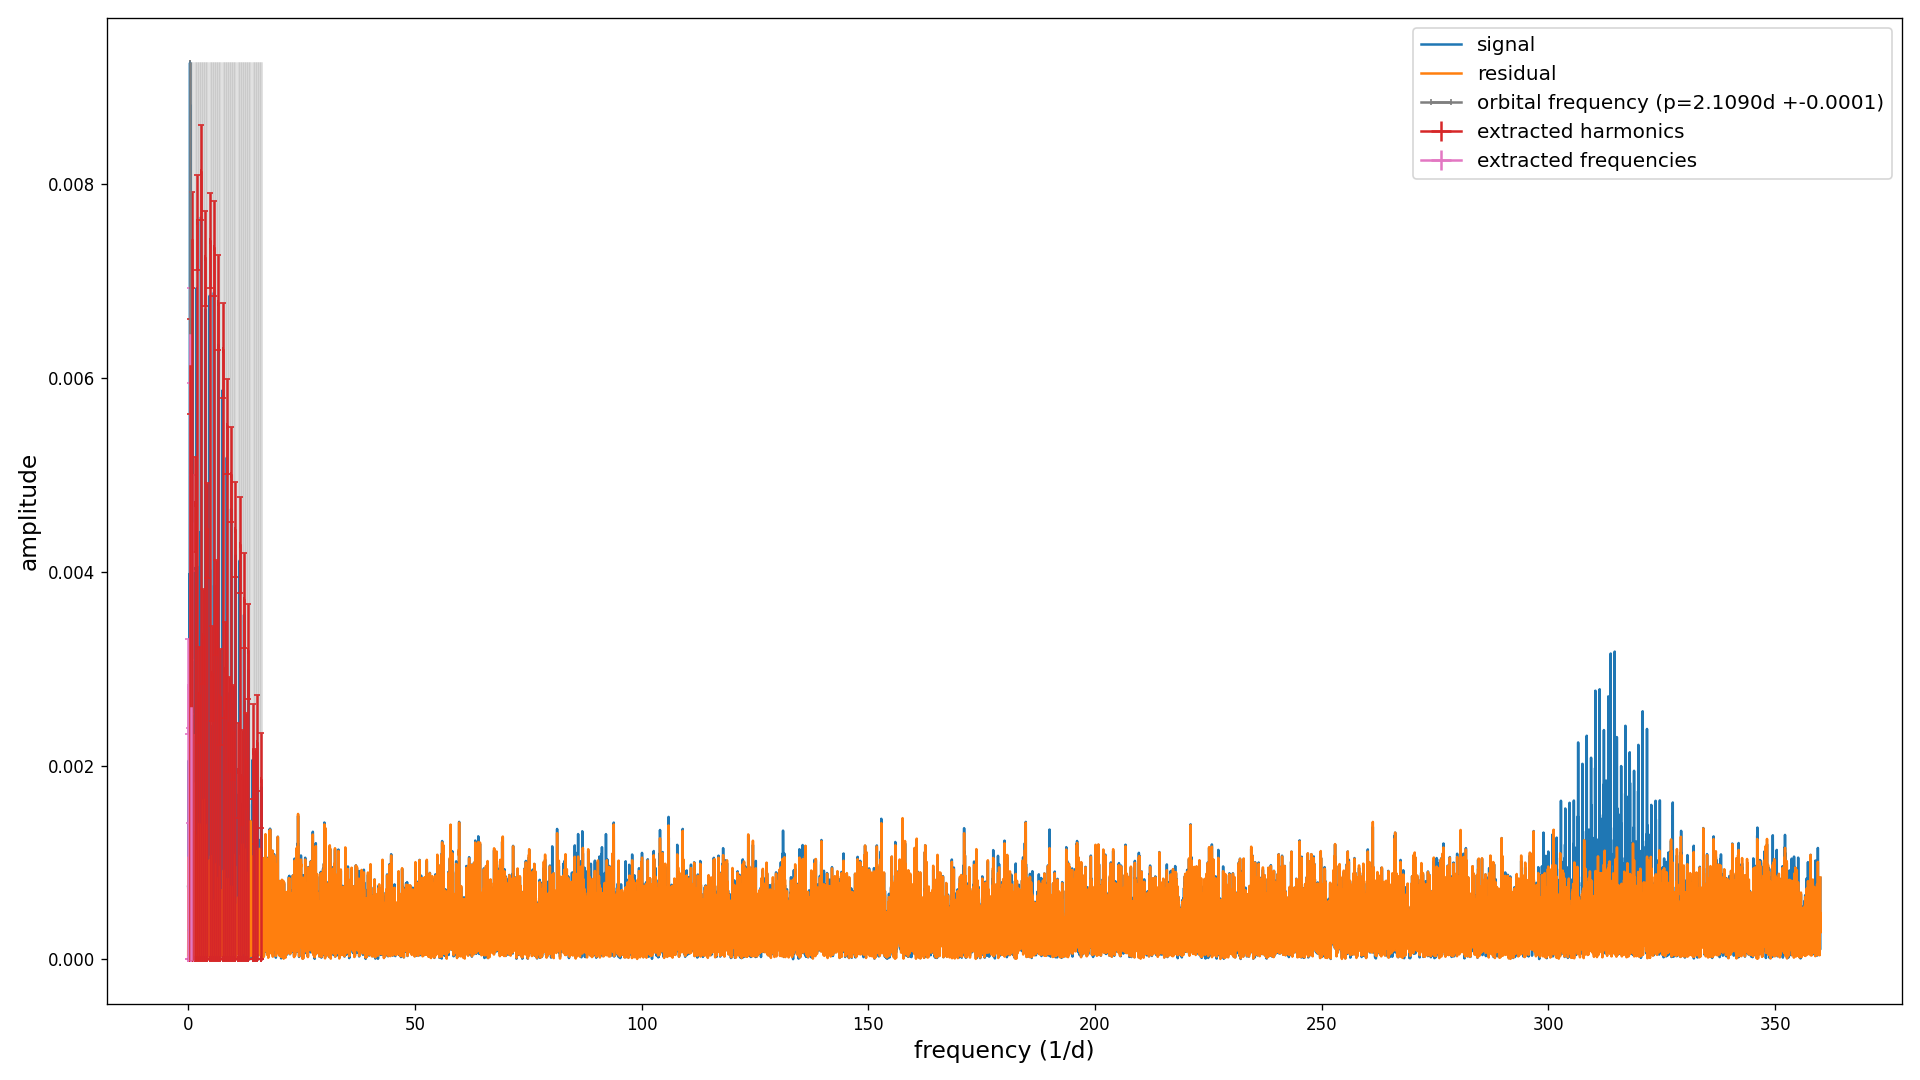 signal
residual
orbital frequency (p=2.1090d +-0.0001)
extracted harmonics
extracted frequencies
0.008
0.006
0.004
0.002
0.000
amplitude
0 50 100 150 200 250 300 350
frequency (1/d)